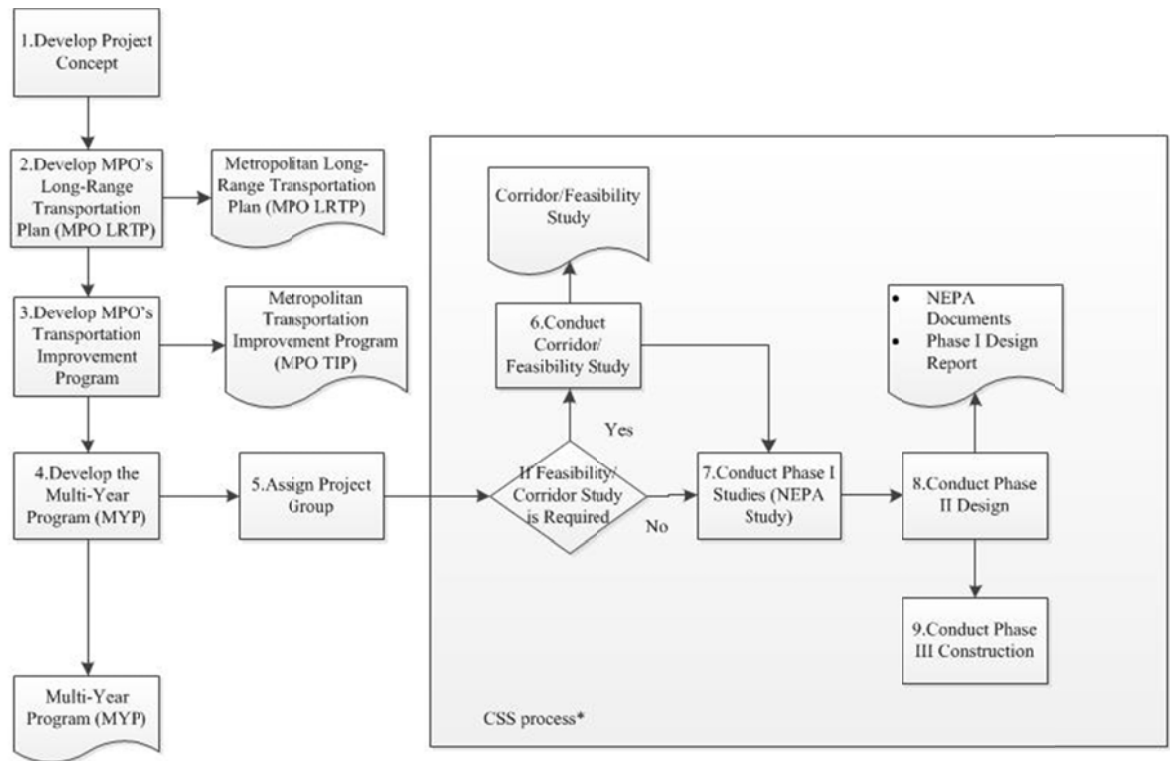 1.Develop Project
Concept
2.Develop MPO's
Long-Range
Transportation
Plan (MPO LRTP)
Metropolitan Long-
Range Transportation
Plan (MPO LRTP)
3.Develop MPO's
Transportation
Improvement
Program
Metropolitan
Transportation
Improvement Program
(MPO TIP)
4.Develop the
Multi-Year
Program (MYP)
5.Assign Project
Group
Multi-Year
Program (MYP)
Corridor/Feasibility
Study
6.Conduct
Corridor/
Feasibility Study
Yes
If Feasibility/
Corridor Study
is Required
No
7.Conduct Phase I
Studies (NEPA
Study)
• NEPA
Documents
• Phase I Design
Report
8.Conduct Phase
II Design
9.Conduct Phase
III Construction
CSS process*